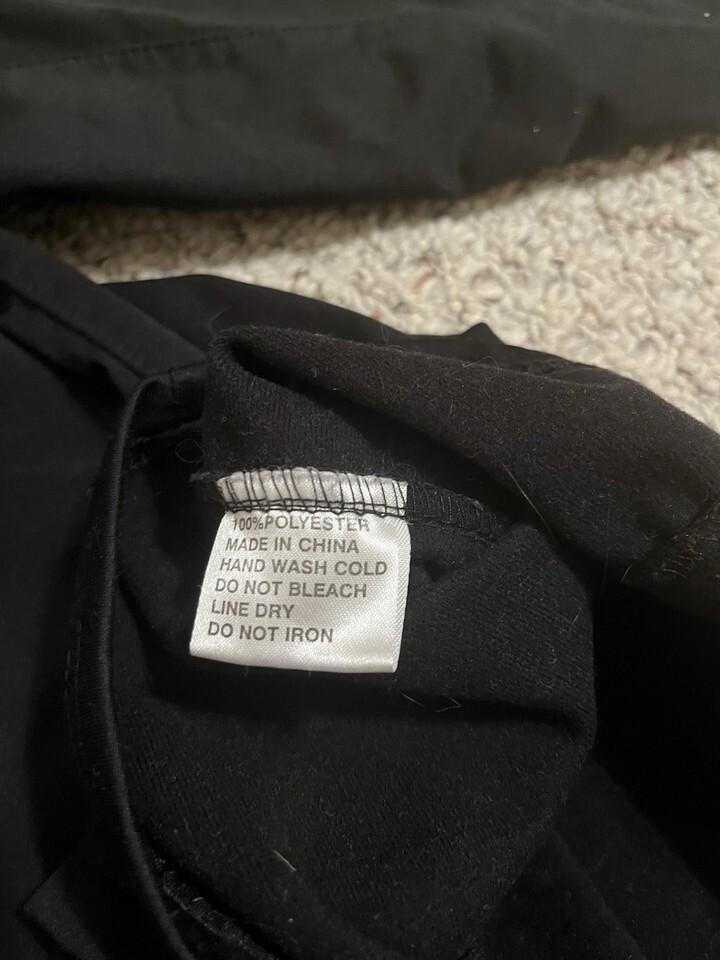 100%POLYESTER
MADE IN CHINA
HAND WASH COLD
DO NOT BLEACH
LINE DRY
DO NOT IRON